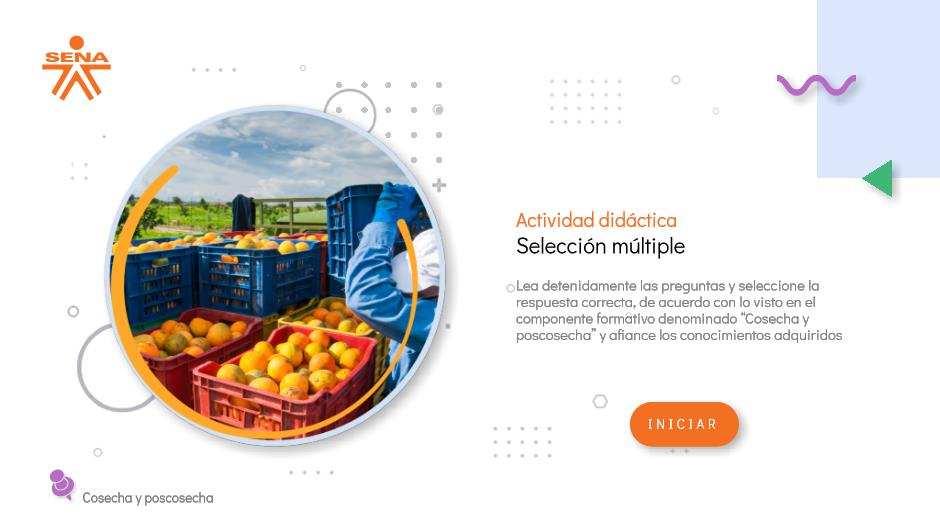 SENA
Actividad didáctica
Selección múltiple
Lea detenidamente las preguntas y seleccione la
respuesta correcta, de acuerdo con lo visto en el
componente formativo denominado “Cosecha y
poscosecha” y afiance los conocimientos adquiridos
INICIAR
Cosecha y poscosecha